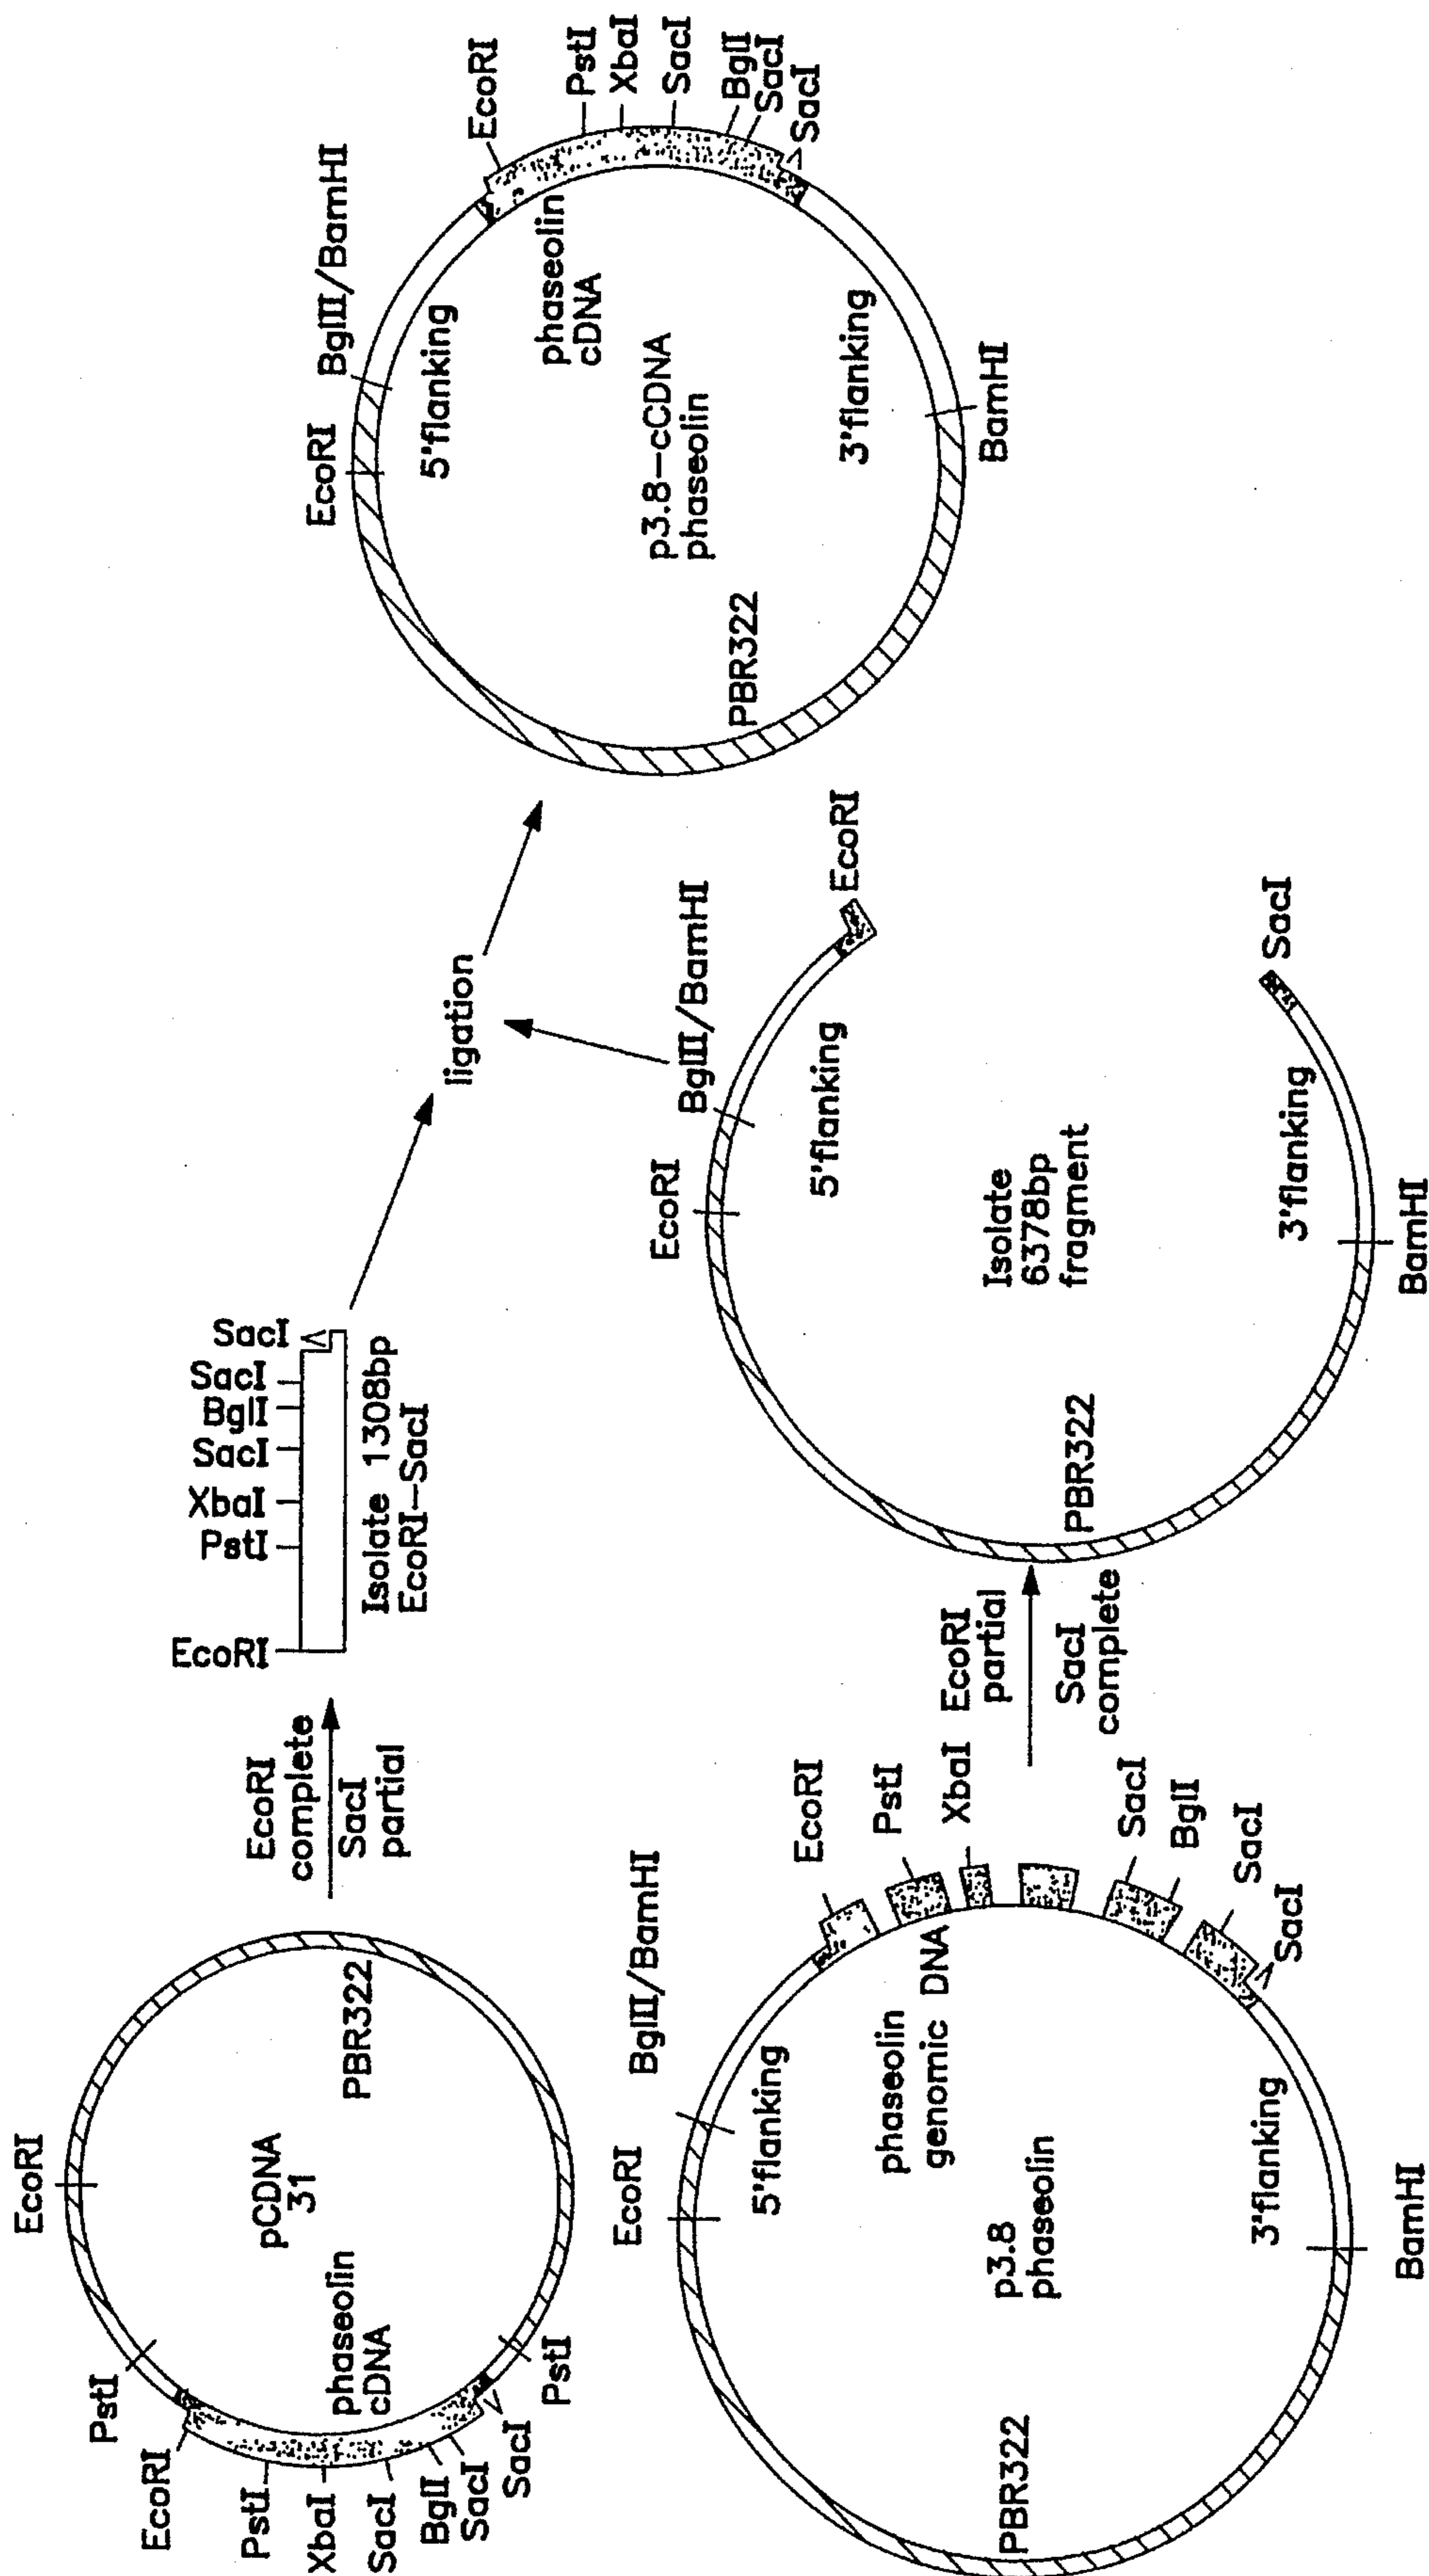 EcoRI
PstI
EcoRI
PstI
XbaI
SacI
BglI
SacI
SacI
PstI
pCDNA
31
phaseolin
cDNA
PBR322
EcoRI
complete
SacI
partial
EcoRI
PstI
XbaI
SacI
BglI
SacI
SacI
Isolate 1308bp
EcoRI-SacI
ligation
EcoRI
BglII/BamHI
5'flanking
EcoRI
PstI
XbaI
SacI
BglI
SacI
SacI
phaseolin
genomic DNA
p3.8
phaseolin
PBR322
3'flanking
BamHI
EcoRI
partial
SacI
complete
EcoRI
BglII/BamHI
EcoRI
5'flanking
Isolate
6378bp
fragment
PBR322
3'flanking
SacI
BamHI
EcoRI
BglII/BamHI
EcoRI
PstI
XbaI
SacI
BglI
SacI
SacI
5'flanking
phaseolin
cDNA
p3.8-cCDNA
phaseolin
PBR322
3'flanking
BamHI